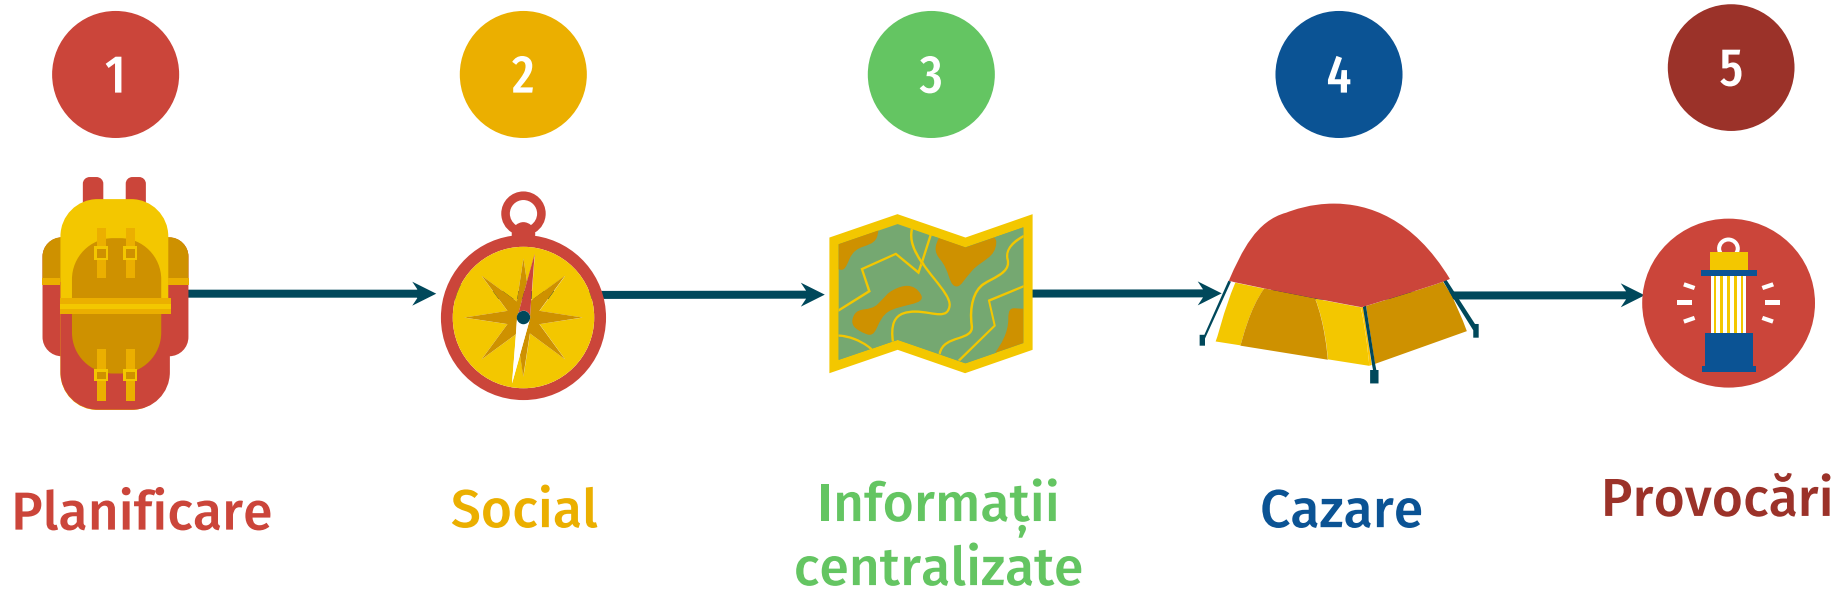 1
2
3
4
5
Planificare
Social
Informații
centralizate
Cazare
Provocări